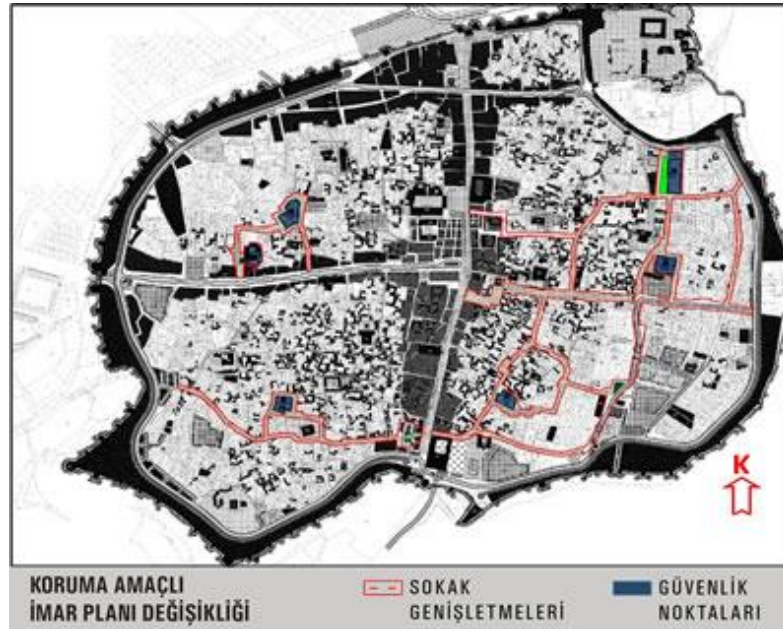 K
KORUMA AMAÇLI
İMAR PLANI DEĞİŞİKLİĞİ
SOKAK
GENİŞLETMELERİ
GÜVENLİK
NOKTALARI